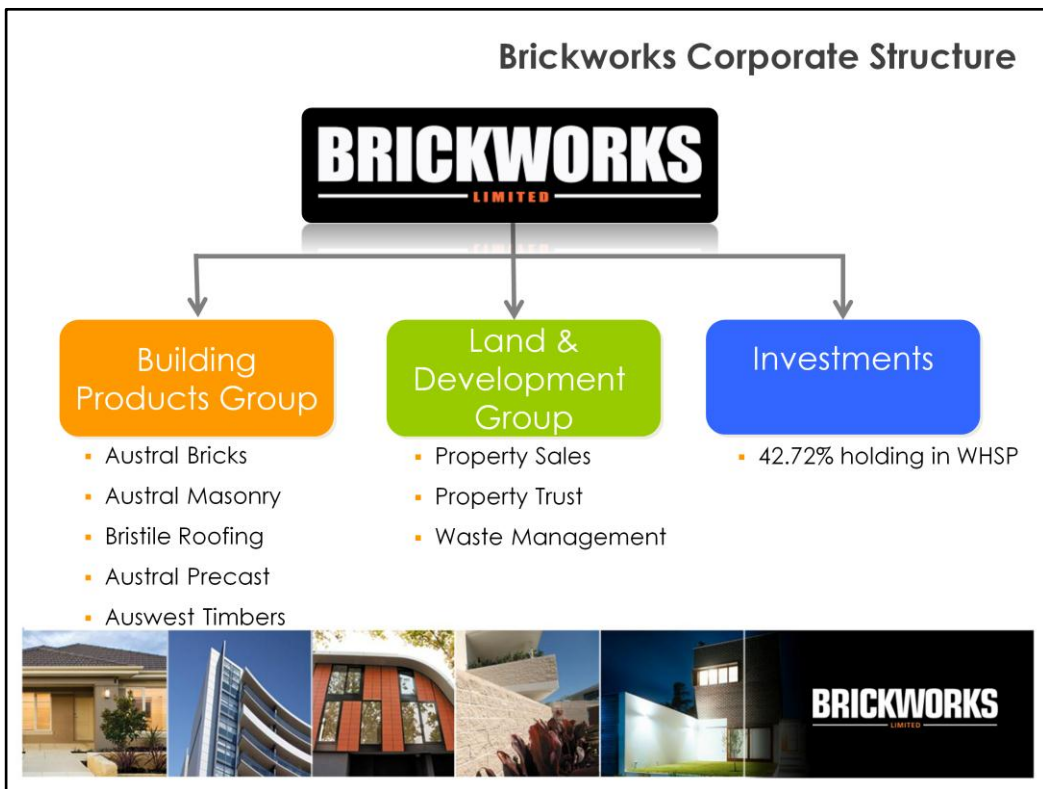 Brickworks Corporate Structure
BRICKWORKS
LIMITED
Building
Products Group
▪ Austral Bricks
▪ Austral Masonry
▪ Bristile Roofing
▪ Austral Precast
▪ Auswest Timbers
Land &
Development
Group
▪ Property Sales
▪ Property Trust
▪ Waste Management
Investments
▪ 42.72% holding in WHSP
BRICKWORKS
LIMITED